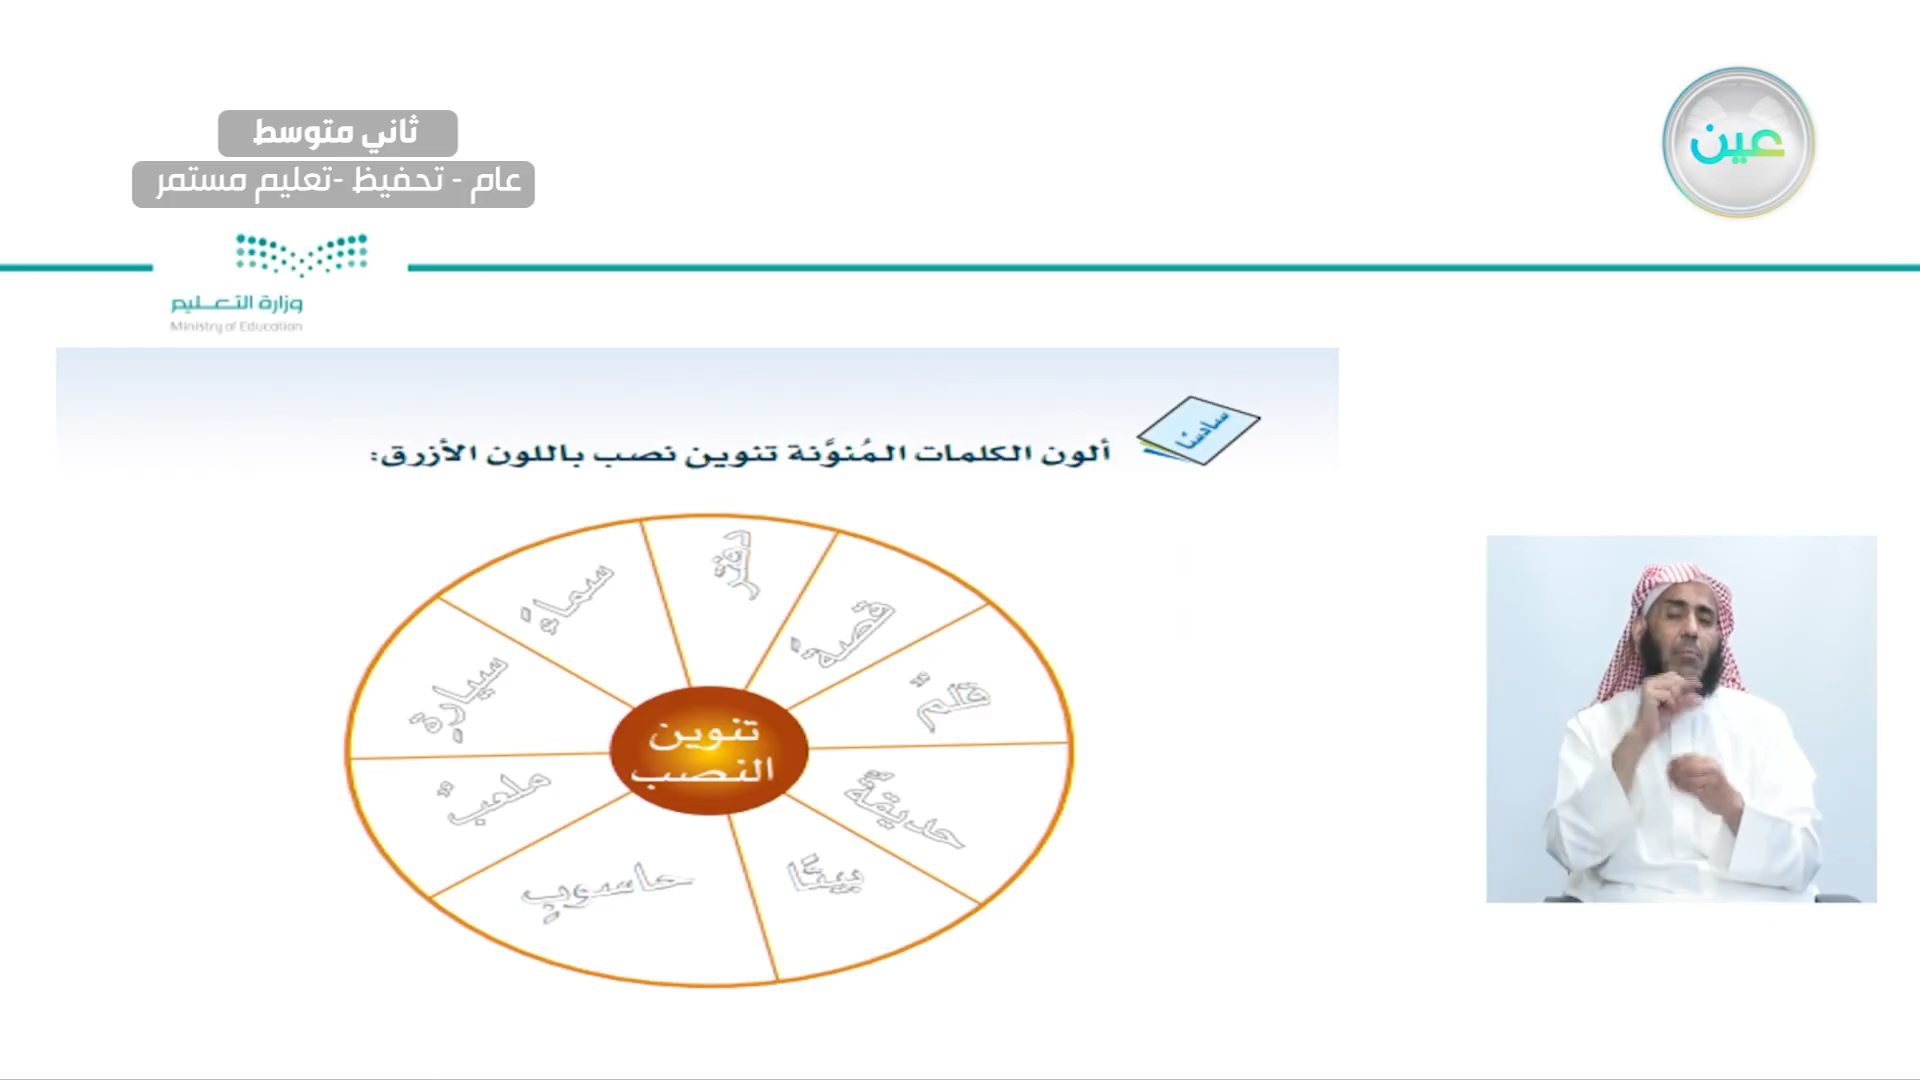 ثاني متوسط
عام - تحفيظ -تعليم مستمر
عين
وزارة التعـــليم
Ministry of Education
سادسًا
ألون الكلمات المُنوَّنة تنوين نصب باللون الأزرق:
دفتر
قصةً
قلمٌ
حديقةً
بيتًا
حاسوبٍ
ملعبٌ
سيارةٍ
سماءً
تنوين
النصب